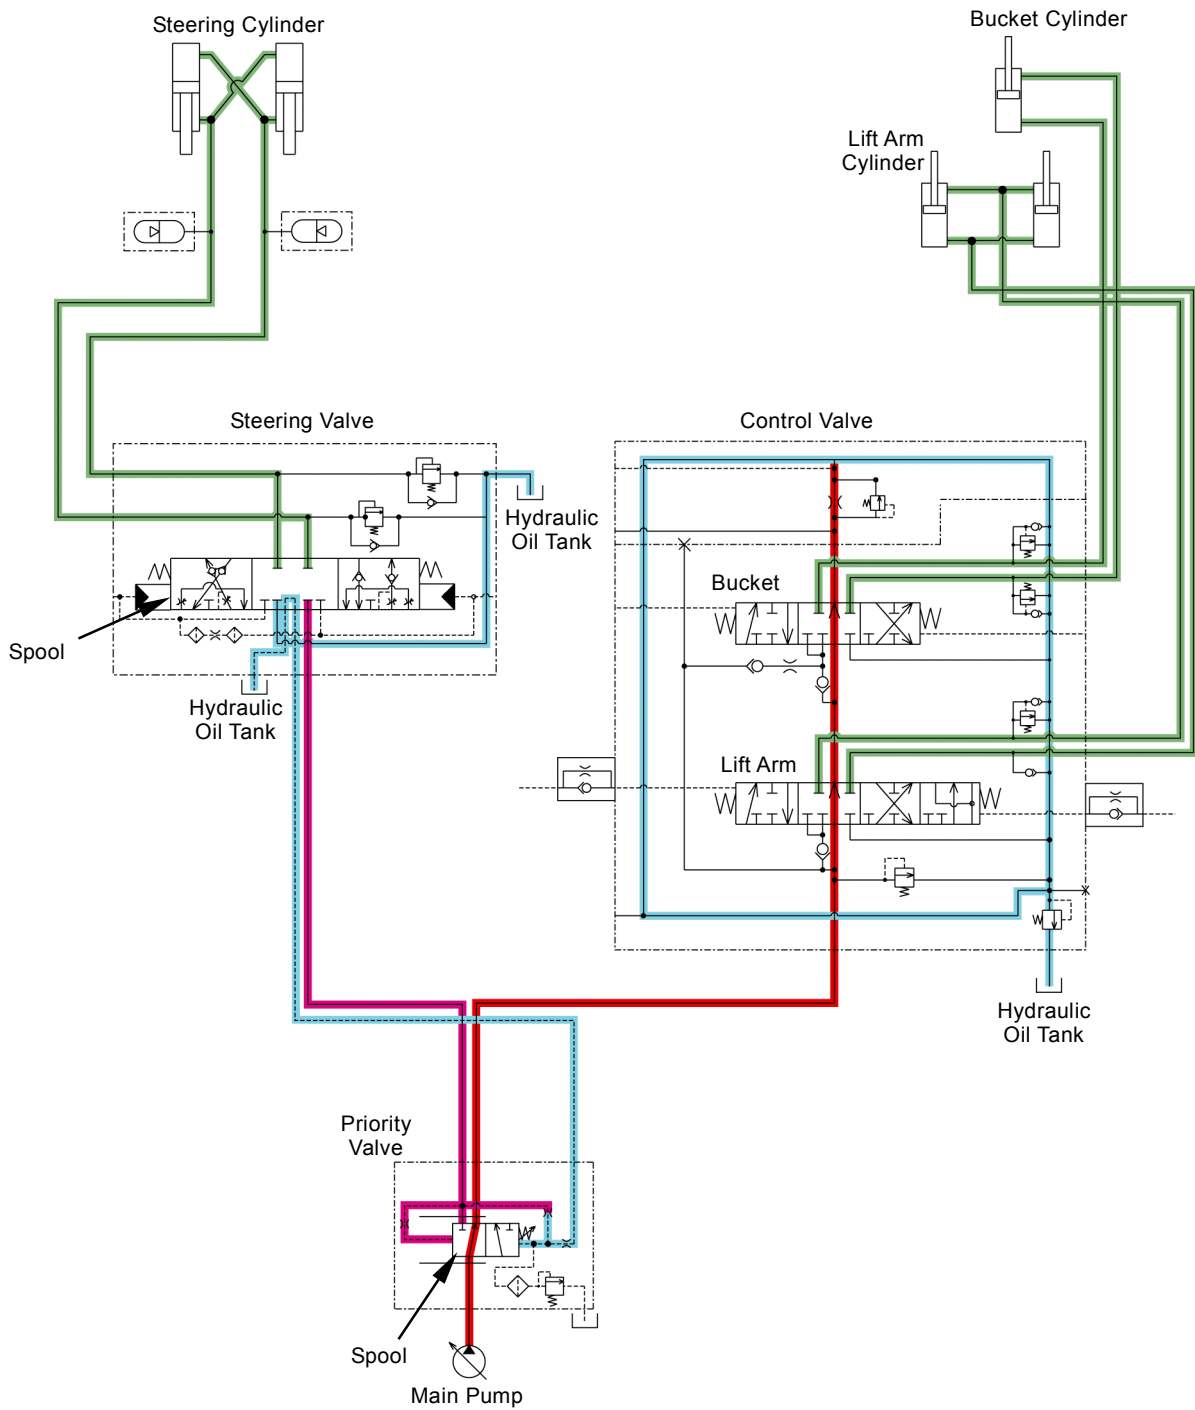 Steering Cylinder
Bucket Cylinder
Lift Arm
Cylinder
Steering Valve
Control Valve
Hydraulic
Oil Tank
Bucket
Spool
Hydraulic
Oil Tank
Lift Arm
Hydraulic
Oil Tank
Priority
Valve
Spool
Main Pump